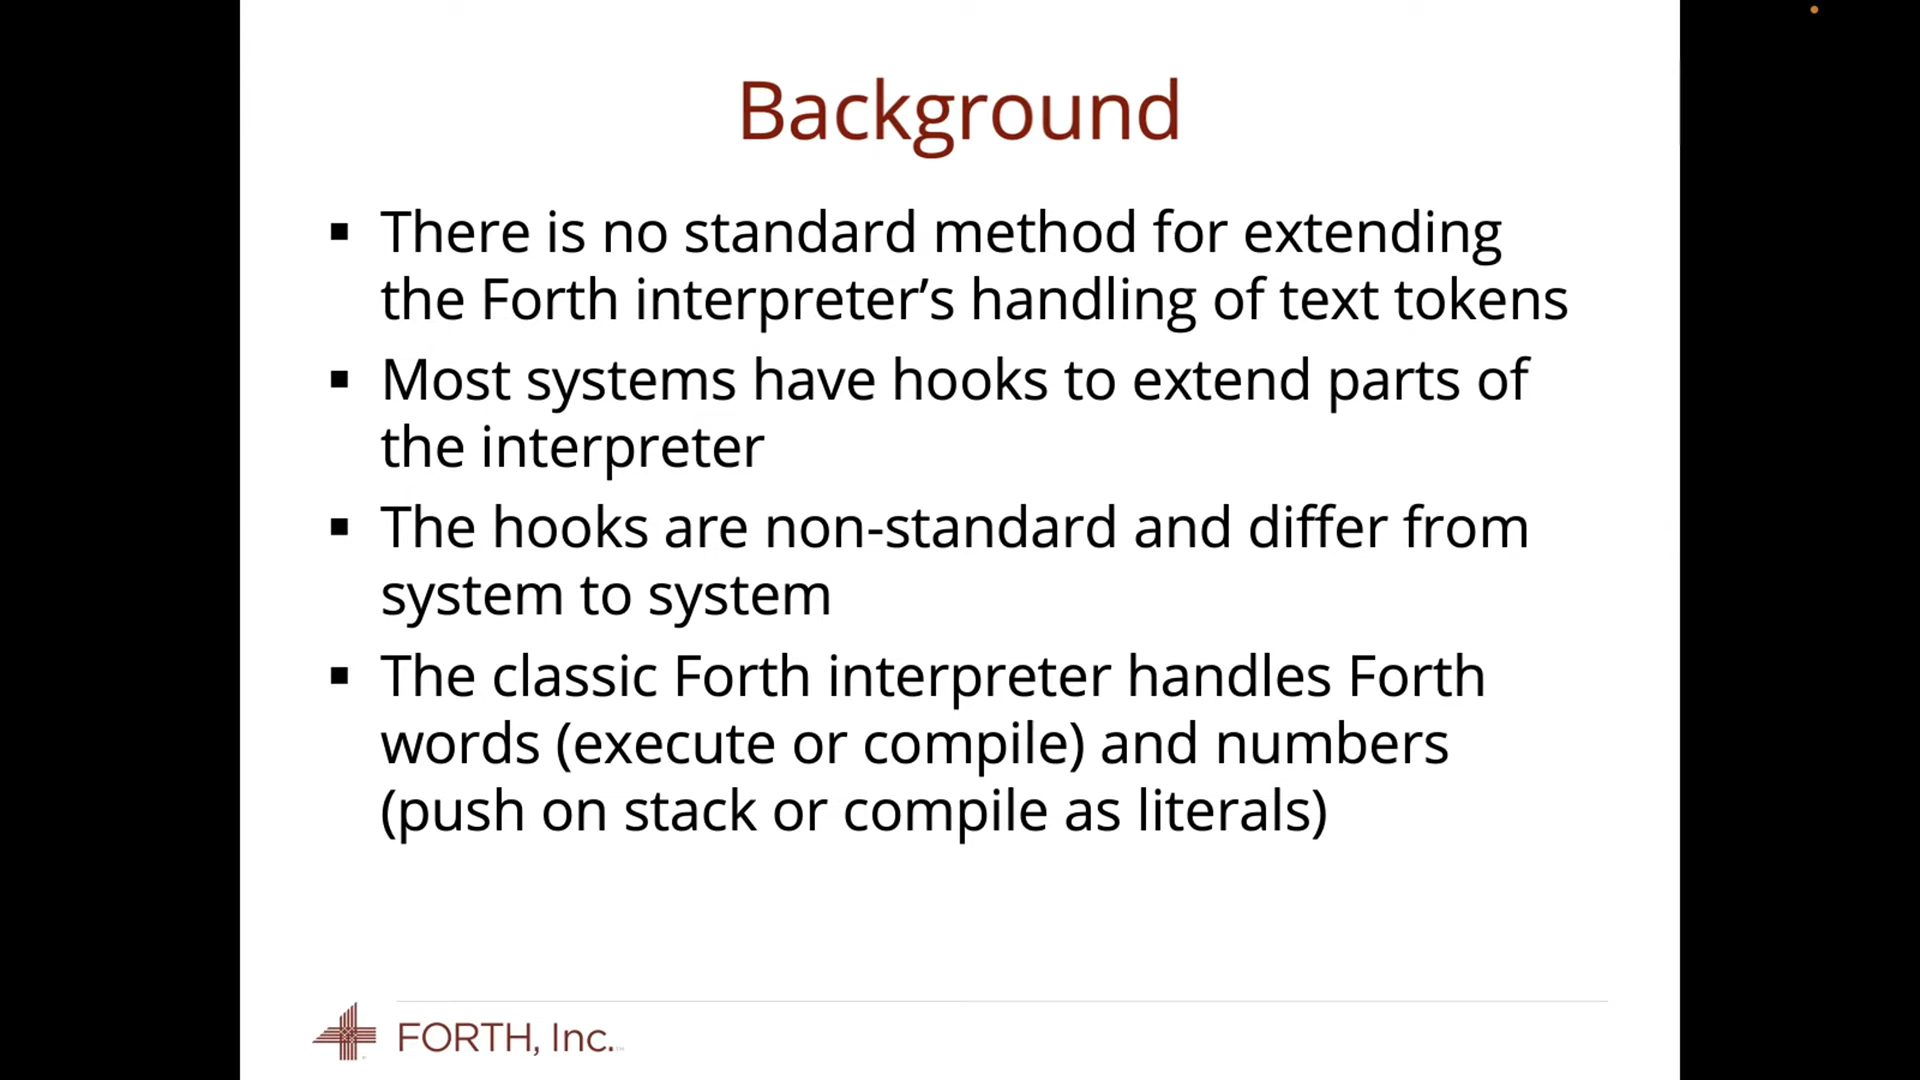 Background
▪ There is no standard method for extending
the Forth interpreter’s handling of text tokens
▪ Most systems have hooks to extend parts of
the interpreter
▪ The hooks are non-standard and differ from
system to system
▪ The classic Forth interpreter handles Forth
words (execute or compile) and numbers
(push on stack or compile as literals)
FORTH, Inc.